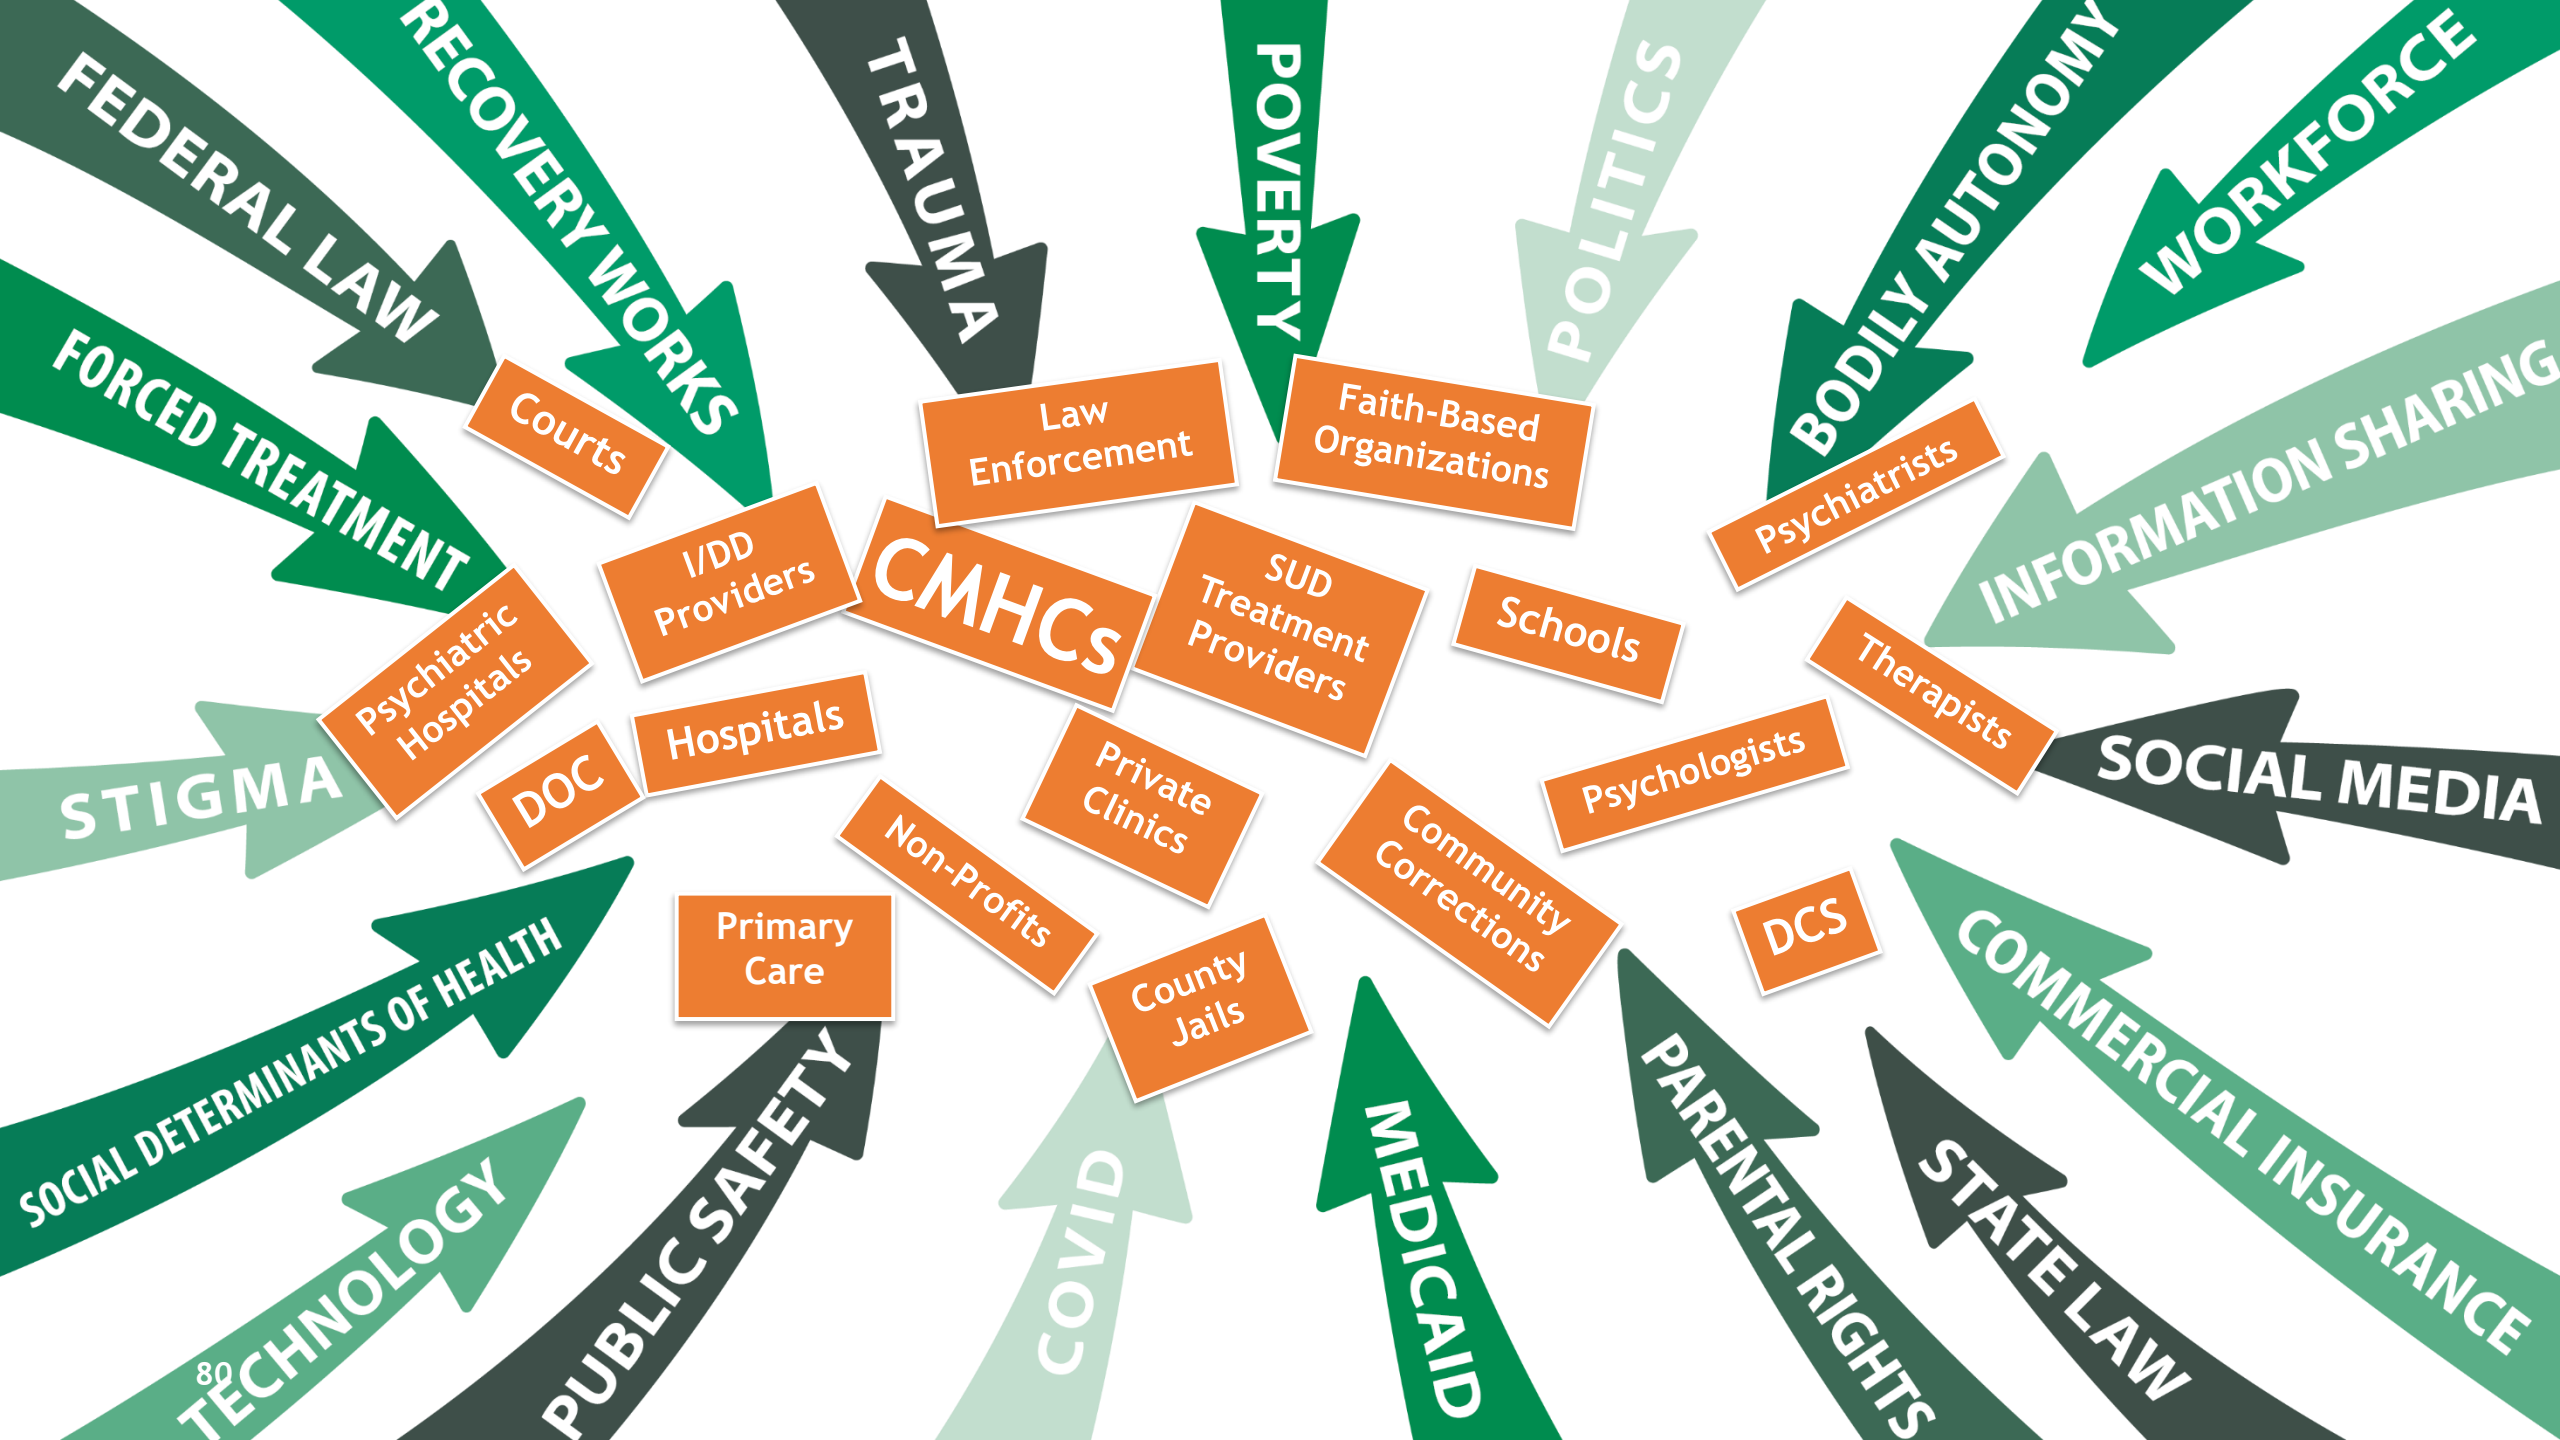 FEDERAL LAW
RECOVERY WORKS
TRAUMA
POVERTY
POLITICS
BODILY AUTONOMY
WORKFORCE
FORCED TREATMENT
INFORMATION SHARING
Courts
Law
Enforcement
Faith-Based
Organizations
Psychiatrists
I/DD
Providers
CMHCs
SUD
Treatment
Providers
Schools
Psychiatric
Hospitals
Therapists
STIGMA
DOC
Hospitals
Private
Clinics
Psychologists
SOCIAL MEDIA
Non-Profits
Community
Corrections
Primary
Care
County
Jails
DCS
SOCIAL DETERMINANTS OF HEALTH
COMMERCIAL INSURANCE
TECHNOLOGY
PUBLIC SAFETY
COVID
MEDICAID
PARENTAL RIGHTS
STATE LAW
80